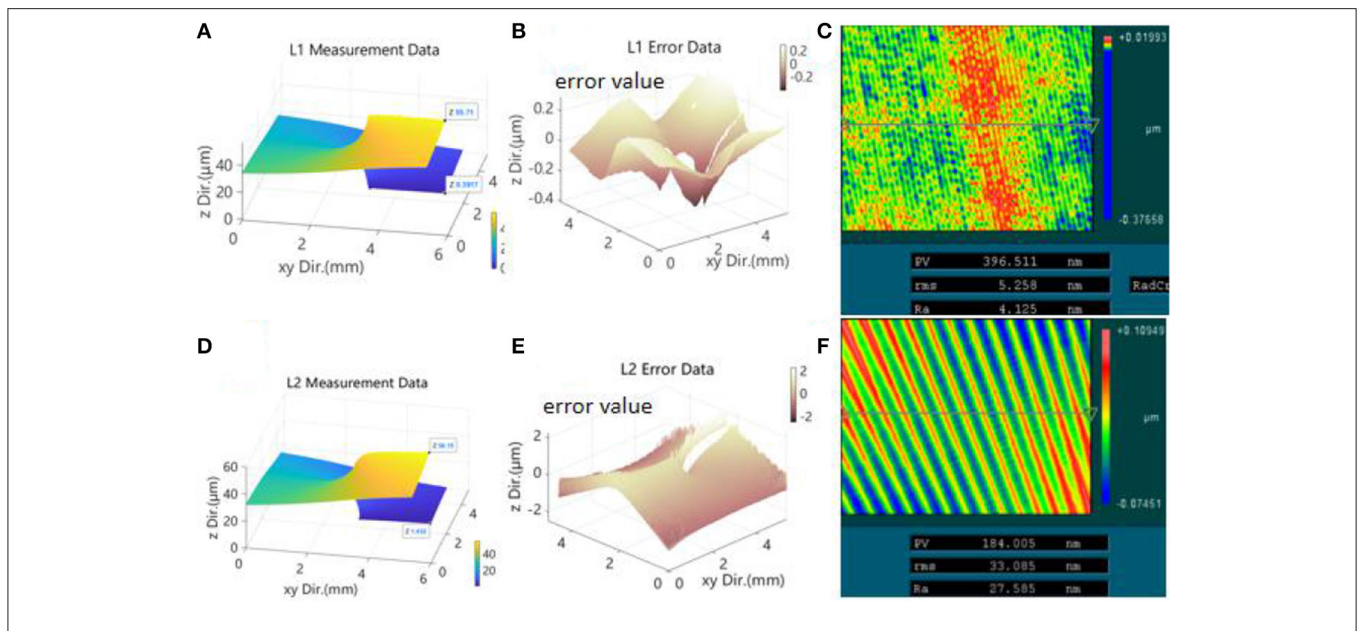 A
L1 Measurement Data
z Dir.(μm)
40
20
0
0
2
4
6
xy Dir.(mm)
0
2
4
4
B
L1 Error Data
error value
0.2
0
-0.2
z Dir.(μm)
0.2
0
-0.2
-0.4
4
2
0
0
2
4
xy Dir.(mm)
C
+0.01993
μm
-0.37658
PV 396.511 nm
rms 5.258 nm
Ra 4.125 nm
D
L2 Measurement Data
z Dir.(μm)
60
40
20
0
0
2
4
6
xy Dir.(mm)
0
2
4
40
20
E
L2 Error Data
error value
2
0
-2
z Dir.(μm)
2
0
-2
4
2
0
0
2
4
xy Dir.(mm)
F
+0.10949
μm
-0.07451
PV 184.005 nm
rms 33.085 nm
Ra 27.585 nm